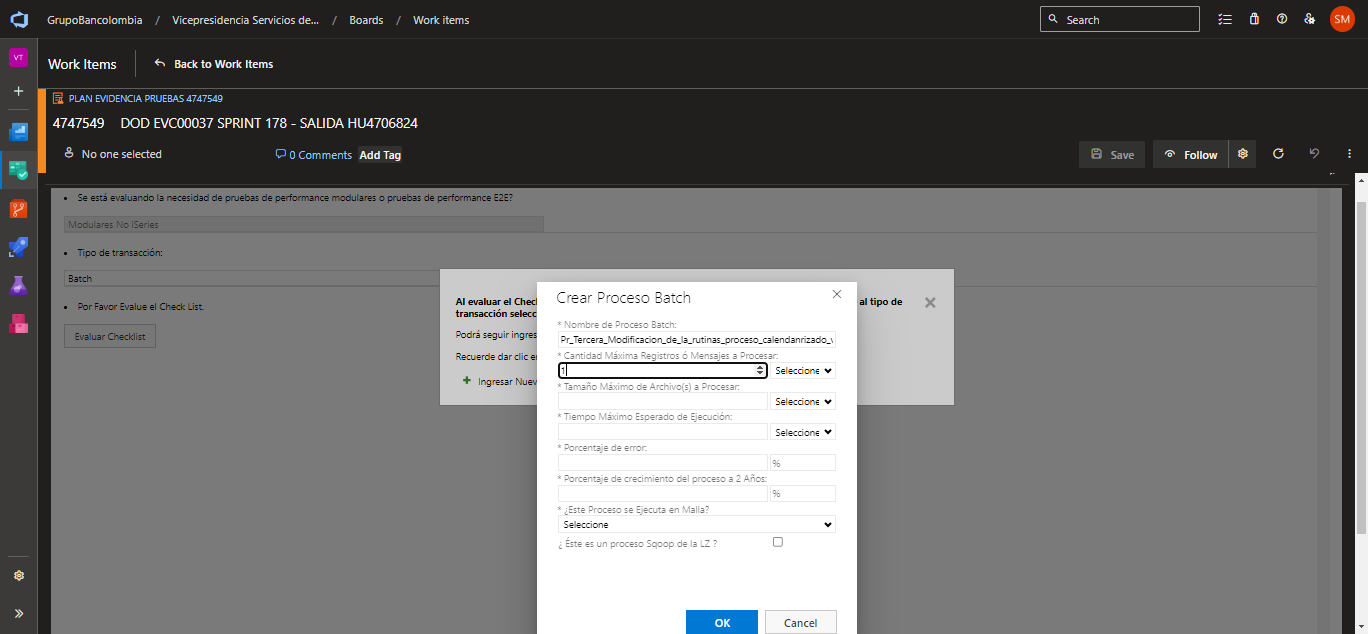 GrupoBancolombia / Vicepresidencia Servicios de... / Boards / Work items
Search
SM
VT
Work Items
Back to Work Items
PLAN EVIDENCIA PRUEBAS 4747549
4747549 DOD EVC00037 SPRINT 178 - SALIDA HU4706824
No one selected
0 Comments
Add Tag
Save
Follow
• Se está evaluando la necesidad de pruebas de performance modulares o pruebas de performance E2E?
Modulares No ISeries
• Tipo de transacción:
Batch
• Por Favor Evalue el Check List.
Evaluar Checklist
Al evaluar el Chec
al tipo de
transacción selecc
Podrá seguir ingres
Recuerde dar clic e
+ Ingresar Nuev
Crear Proceso Batch
* Nombre de Proceso Batch:
Pr_Tercera_Modificacion_de_la_rutinas_proceso_calendanrizado_v
* Cantidad Máxima Registros ó Mensajes a Procesar:
1
Seleccione
* Tamaño Máximo de Archivo(s) a Procesar:
Seleccione
* Tiempo Máximo Esperado de Ejecución:
Seleccione
* Porcentaje de error:
%
* Porcentaje de crecimiento del proceso a 2 Años:
%
* ¿Este Proceso se Ejecuta en Malla?
Seleccione
¿ Éste es un proceso Sqoop de la LZ ?
OK
Cancel